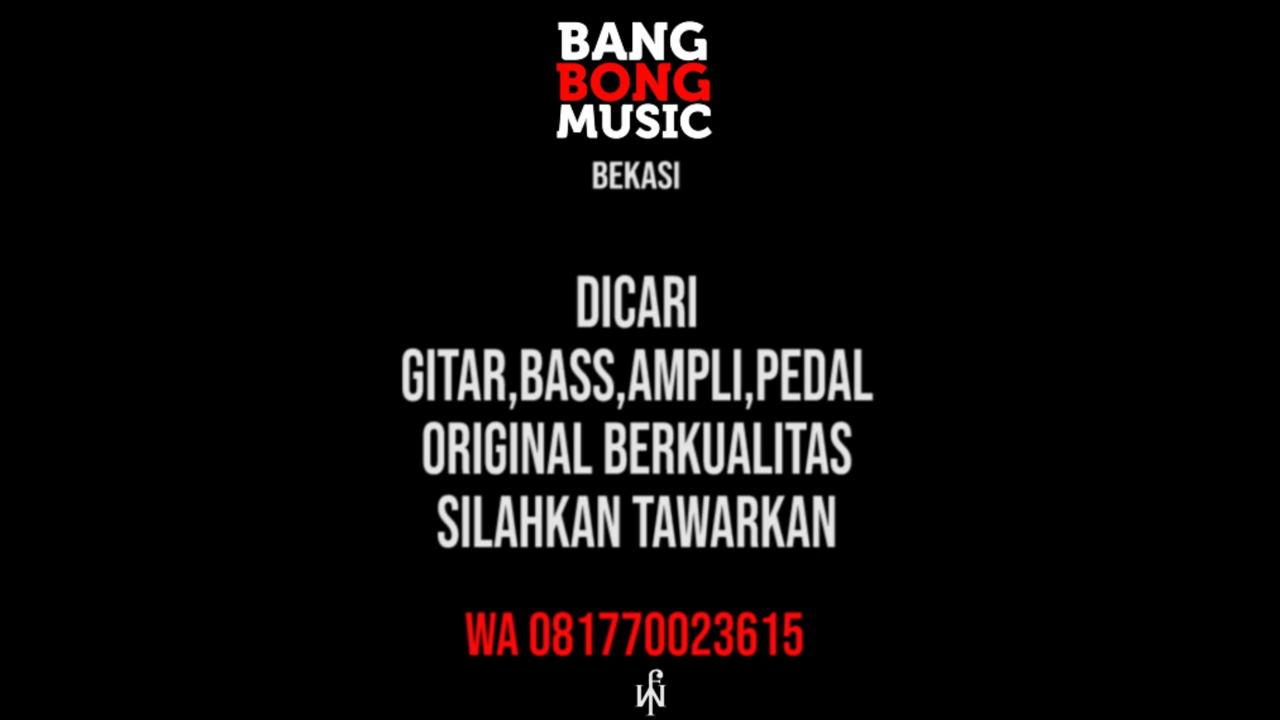 BANG
BONG
MUSIC
BEKASI
DICARI
GITAR,BASS,AMPLI,PEDAL
ORIGINAL BERKUALITAS
SILAHKAN TAWARKAN
WA 081770023615